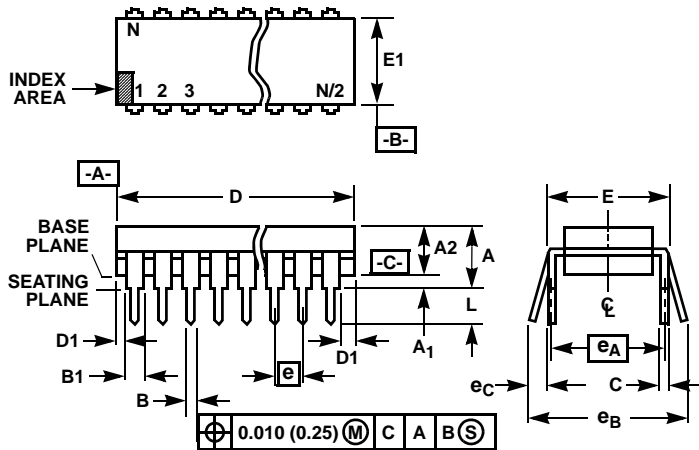 N
E1
INDEX
AREA
1 2 3 N/2
-B-
-A-
D
E
BASE
PLANE
A2
A
-C-
SEATING
PLANE
L
C
L
D1
A1
D1
eA
B1
e
eC
C
B
eB
0.010 (0.25) M C A B S